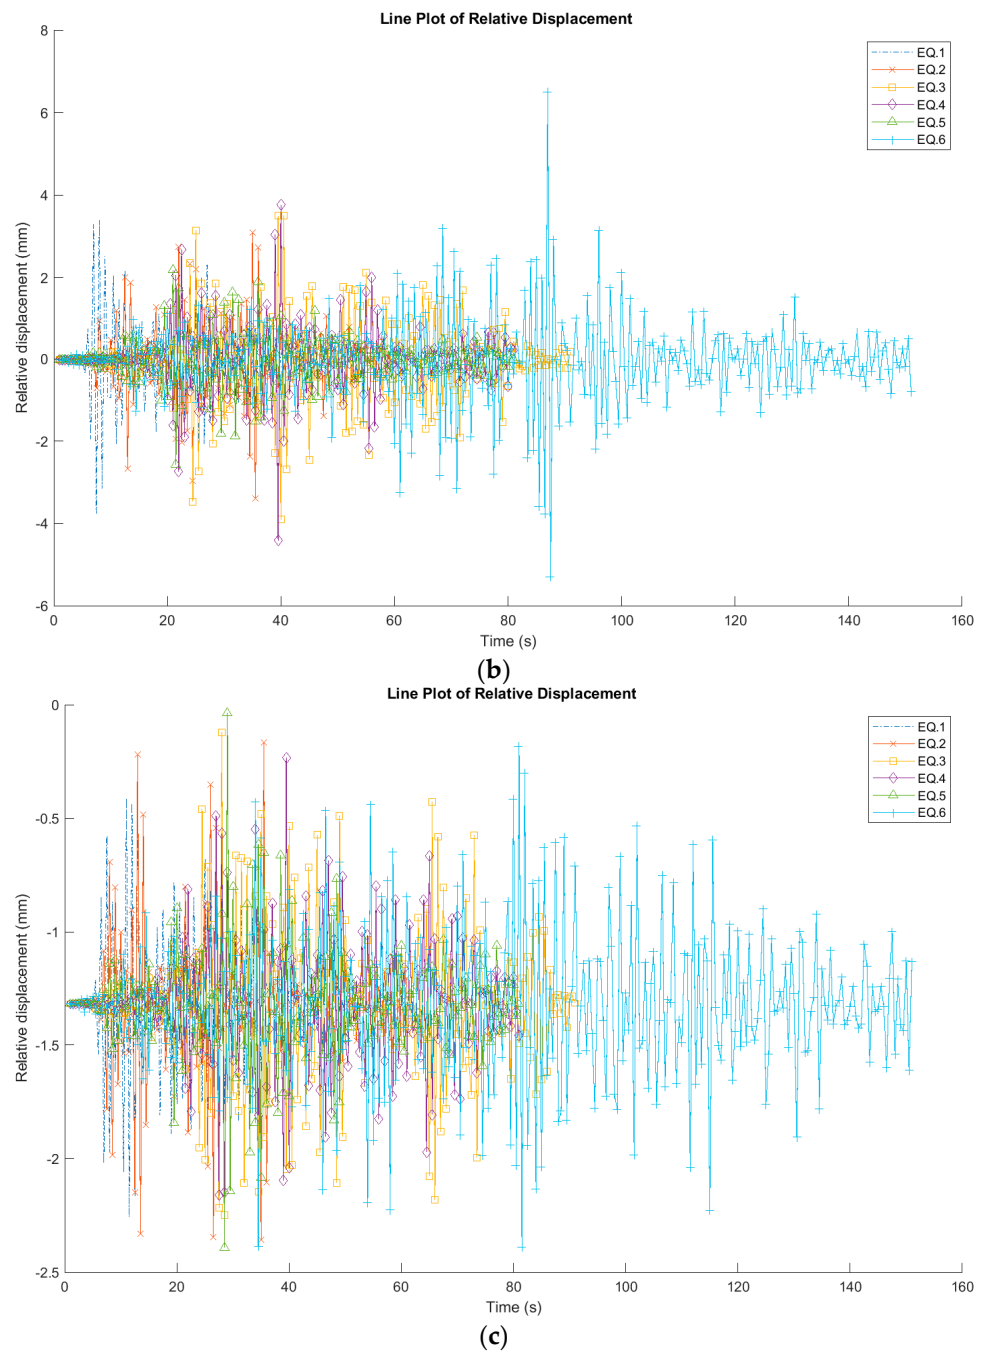 Line Plot of Relative Displacement
8
6
4
2
0
-2
-4
-6
Relative displacement (mm)
EQ.1
EQ.2
EQ.3
EQ.4
EQ.5
EQ.6
0 20 40 60 80 100 120 140 160
Time (s)
(b)
Line Plot of Relative Displacement
0
-0.5
-1
-1.5
-2
-2.5
Relative displacement (mm)
EQ.1
EQ.2
EQ.3
EQ.4
EQ.5
EQ.6
0 20 40 60 80 100 120 140 160
Time (s)
(c)